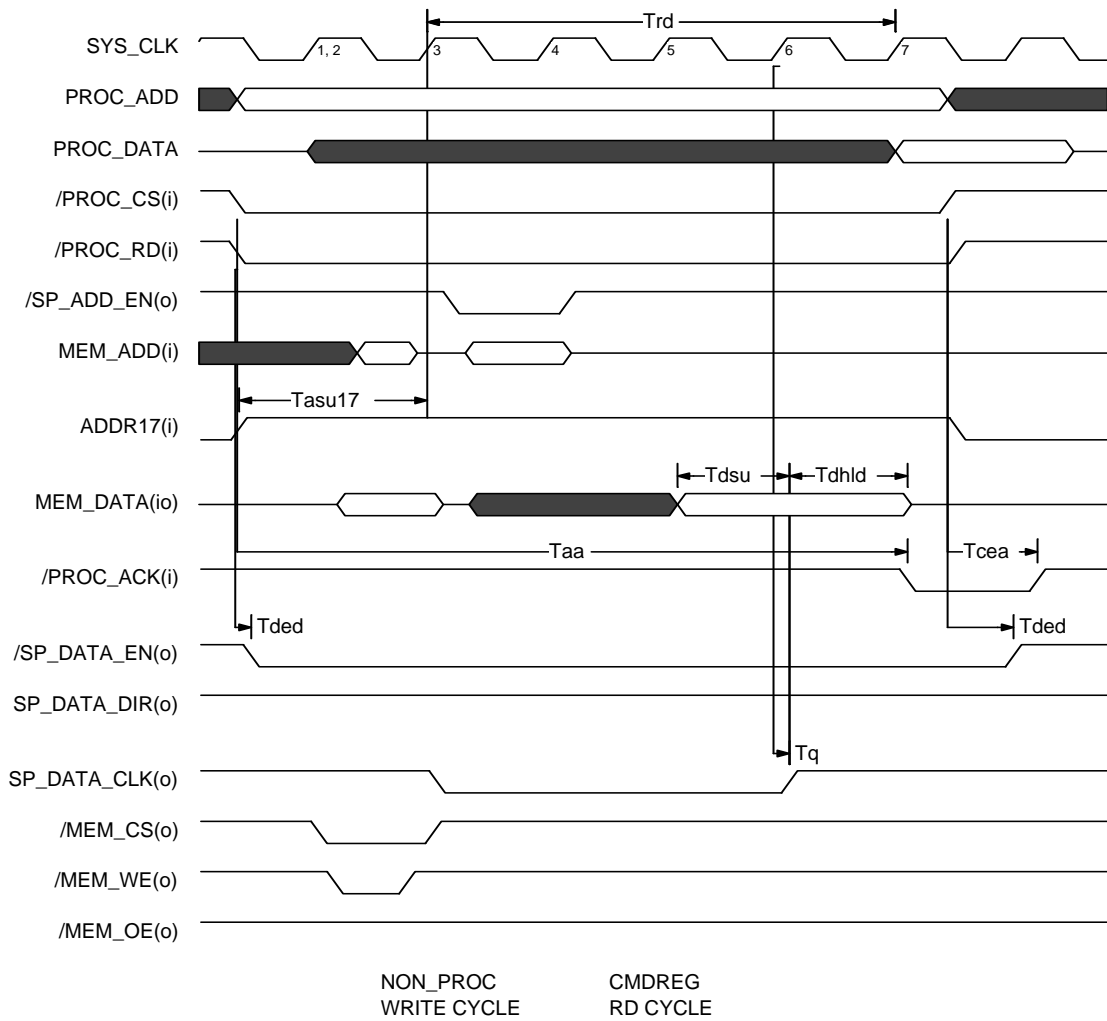 Trd
SYS_CLK
1, 2
3
4
5
6
7
PROC_ADD
PROC_DATA
/PROC_CS(i)
/PROC_RD(i)
/SP_ADD_EN(o)
MEM_ADD(i)
Tasu17
ADDR17(i)
Tdsu
Tdhld
MEM_DATA(io)
Taa
Tcea
/PROC_ACK(i)
Tded
Tded
/SP_DATA_EN(o)
SP_DATA_DIR(o)
Tq
SP_DATA_CLK(o)
/MEM_CS(o)
/MEM_WE(o)
/MEM_OE(o)
NON_PROC
WRITE CYCLE
CMDREG
RD CYCLE